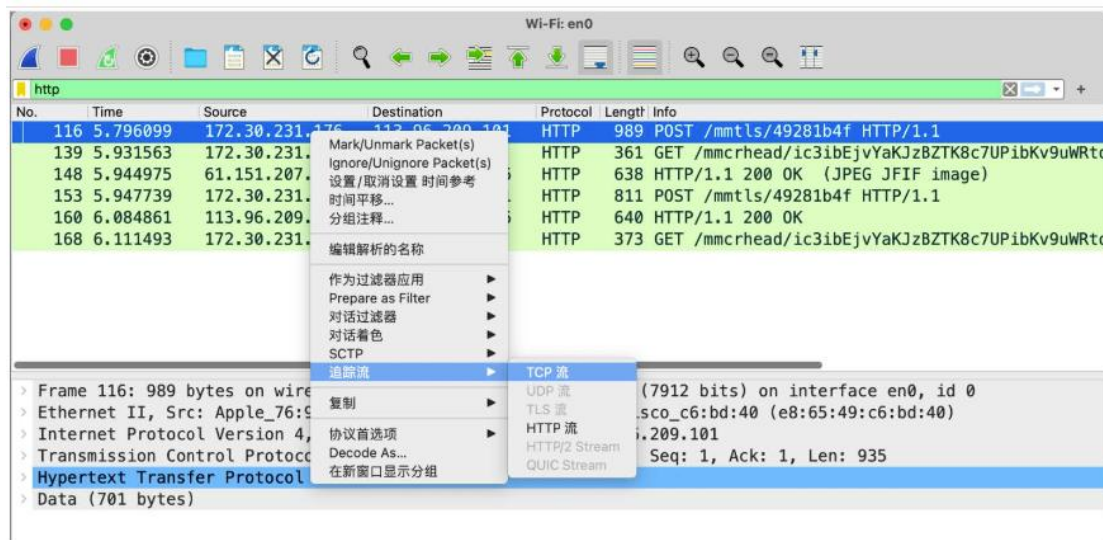 Wi-Fi: en0
http
No. Time Source Destination Protocol Length Info
116 5.796099 172.30.231.176 113.96.209.101 HTTP 989 POST /mmtls/49281b4f HTTP/1.1
139 5.931563 172.30.231. HTTP 361 GET /mmcrhead/ic3ibEjvYaKJzBZTK8c7UPibKv9uWRto
148 5.944975 61.151.207. HTTP 638 HTTP/1.1 200 OK (JPEG JFIF image)
153 5.947739 172.30.231. HTTP 811 POST /mmtls/49281b4f HTTP/1.1
160 6.084861 113.96.209. HTTP 640 HTTP/1.1 200 OK
168 6.111493 172.30.231. HTTP 373 GET /mmcrhead/ic3ibEjvYaKJzBZTK8c7UPibKv9uWRto
Mark/Unmark Packet(s)
Ignore/Unignore Packet(s)
设置/取消设置 时间参考
时间平移...
分组注释...
编辑解析的名称
作为过滤器应用
Prepare as Filter
对话过滤器
对话着色
SCTP
追踪流
复制
协议首选项
Decode As...
在新窗口显示分组
TCP 流
UDP 流
TLS 流
HTTP 流
HTTP/2 Stream
QUIC Stream
Frame 116: 989 bytes on wire (7912 bits) on interface en0, id 0
Ethernet II, Src: Apple_76:9 sco_c6:bd:40 (e8:65:49:c6:bd:40)
Internet Protocol Version 4, .209.101
Transmission Control Protoco Seq: 1, Ack: 1, Len: 935
Hypertext Transfer Protocol
Data (701 bytes)